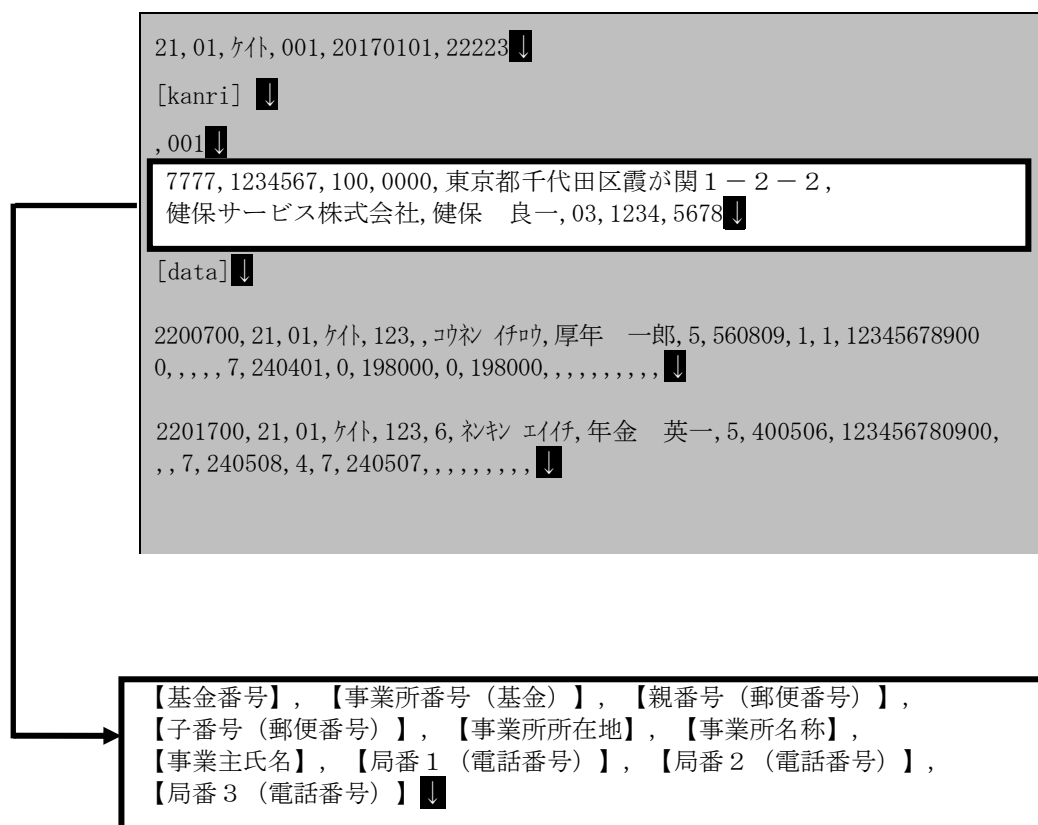 21,01,ｹｲﾄ,001,20170101,22223↓
[kanri] ↓
,001↓
7777,1234567,100,0000,東京都千代田区霞が関１－２－２,
健保サービス株式会社,健保　良一,03,1234,5678↓
[data]↓
2200700,21,01,ｹｲﾄ,123,,ｺｳﾈﾝ ｲﾁﾛｳ,厚年　一郎,5,560809,1,1,12345678900
0,,,,,7,240401,0,198000,0,198000,,,,,,,,,,↓
2201700,21,01,ｹｲﾄ,123,6,ﾈﾝｷﾝ ｴｲｲﾁ,年金　英一,5,400506,123456780900,
,,7,240508,4,7,240507,,,,,,,,,↓
【基金番号】,【事業所番号（基金）】,【親番号（郵便番号）】,
【子番号（郵便番号）】,【事業所所在地】,【事業所名称】,
【事業主氏名】,【局番１（電話番号）】,【局番２（電話番号）】,
【局番３（電話番号）】↓